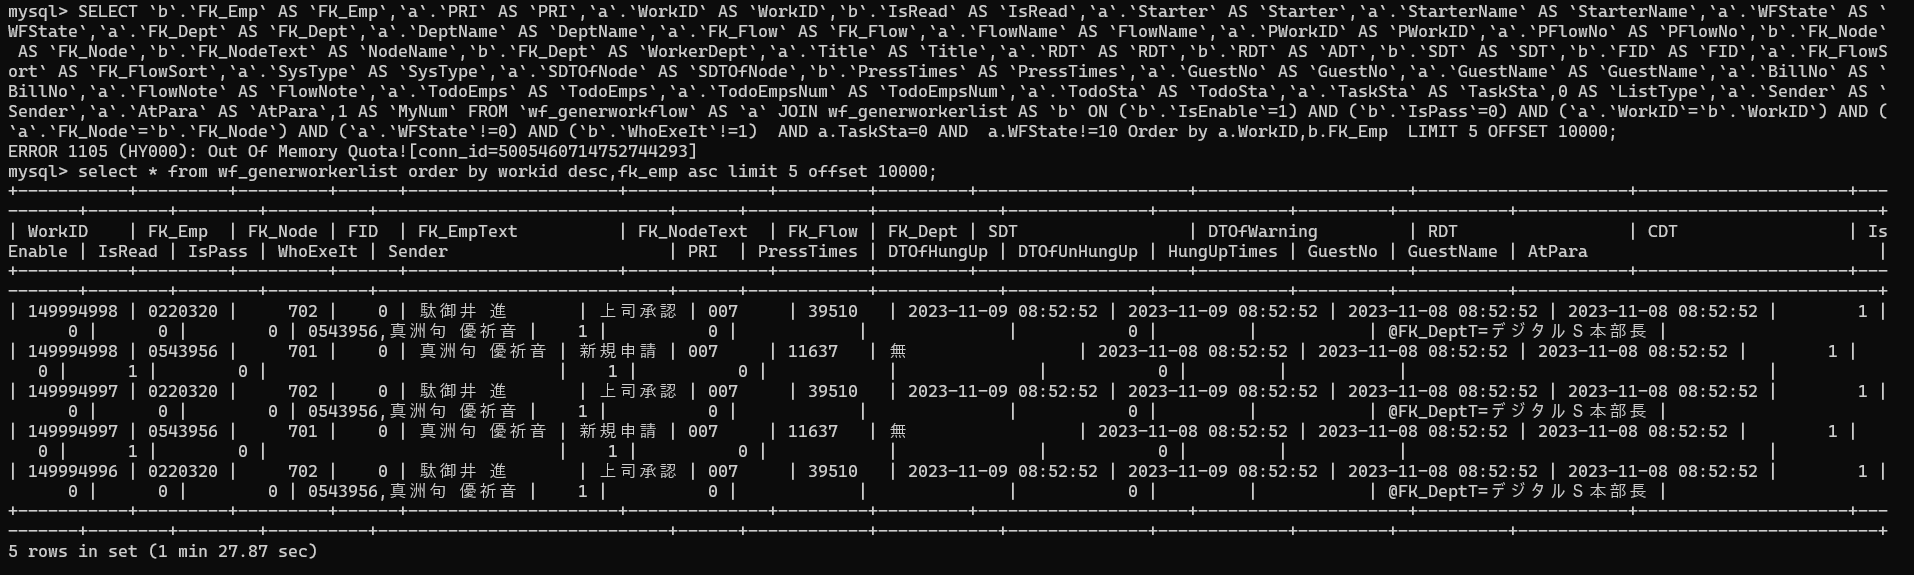 mysql> SELECT `b`.`FK_Emp` AS `FK_Emp`,`a`.`PRI` AS `PRI`,`a`.`WorkID` AS `WorkID`,`b`.`IsRead` AS `IsRead`,`a`.`Starter` AS `Starter`,`a`.`StarterName` AS `StarterName`,`a`.`WFState` AS `
WFState`,`a`.`FK_Dept` AS `FK_Dept`,`a`.`DeptName` AS `DeptName`,`a`.`FK_Flow` AS `FK_Flow`,`a`.`FlowName` AS `FlowName`,`a`.`PWorkID` AS `PWorkID`,`a`.`PFlowNo` AS `PFlowNo`,`b`.`FK_Node`
 AS `FK_Node`,`b`.`FK_NodeText` AS `NodeName`,`b`.`FK_Dept` AS `WorkerDept`,`a`.`Title` AS `Title`,`a`.`RDT` AS `RDT`,`b`.`RDT` AS `ADT`,`b`.`SDT` AS `SDT`,`b`.`FID` AS `FID`,`a`.`FK_FlowS
ort` AS `FK_FlowSort`,`a`.`SysType` AS `SysType`,`a`.`SDTOfNode` AS `SDTOfNode`,`b`.`PressTimes` AS `PressTimes`,`a`.`GuestNo` AS `GuestNo`,`a`.`GuestName` AS `GuestName`,`a`.`BillNo` AS `
BillNo`,`a`.`FlowNote` AS `FlowNote`,`a`.`TodoEmps` AS `TodoEmps`,`a`.`TodoEmpsNum` AS `TodoEmpsNum`,`a`.`TodoSta` AS `TodoSta`,`a`.`TaskSta` AS `TaskSta`,0 AS `ListType`,`a`.`Sender` AS `
Sender`,`a`.`AtPara` AS `AtPara`,1 AS `MyNum` FROM `wf_generworkflow` AS `a` JOIN wf_generworkerlist AS `b` ON (`b`.`IsEnable`=1) AND (`b`.`IsPass`=0) AND (`a`.`WorkID`=`b`.`WorkID`) AND (
`a`.`FK_Node`=`b`.`FK_Node`) AND (`a`.`WFState`!=0) AND (`b`.`WhoExeIt`!=1)  AND a.TaskSta=0 AND  a.WFState!=10 Order by a.WorkID,b.FK_Emp  LIMIT 5 OFFSET 10000;
ERROR 1105 (HY000): Out Of Memory Quota![conn_id=5005460714752744293]
mysql> select * from wf_generworkerlist order by workid desc,fk_emp asc limit 5 offset 10000;
| WorkID    | FK_Emp  | FK_Node | FID  | FK_EmpText          | FK_NodeText  | FK_Flow | FK_Dept | SDT                 | DTOfWarning         | RDT                 | CDT                 | Is
Enable | IsRead | IsPass | WhoExeIt | Sender                      | PRI  | PressTimes | DTOfHungUp | DTOfUnHungUp | HungUpTimes | GuestNo | GuestName | AtPara                             |
| 149994998 | 0220320 |     702 |    0 | 駄御井 進       | 上司承認 | 007     | 39510   | 2023-11-09 08:52:52 | 2023-11-09 08:52:52 | 2023-11-08 08:52:52 | 2023-11-08 08:52:52 |        1 |
      0 |      0 |        0 | 0543956,真洲句 優祈音 |    1 |          0 |            |              |           0 |         |           | @FK_DeptT=デジタルＳ本部長 |
| 149994998 | 0543956 |     701 |    0 | 真洲句 優祈音 | 新規申請 | 007     | 11637   | 無                  | 2023-11-08 08:52:52 | 2023-11-08 08:52:52 | 2023-11-08 08:52:52 |        1 |
   0 |      1 |        0 |                             |    1 |          0 |            |              |           0 |         |           |                                    |
| 149994997 | 0220320 |     702 |    0 | 駄御井 進       | 上司承認 | 007     | 39510   | 2023-11-09 08:52:52 | 2023-11-09 08:52:52 | 2023-11-08 08:52:52 | 2023-11-08 08:52:52 |        1 |
      0 |      0 |        0 | 0543956,真洲句 優祈音 |    1 |          0 |            |              |           0 |         |           | @FK_DeptT=デジタルＳ本部長 |
| 149994997 | 0543956 |     701 |    0 | 真洲句 優祈音 | 新規申請 | 007     | 11637   | 無                  | 2023-11-08 08:52:52 | 2023-11-08 08:52:52 | 2023-11-08 08:52:52 |        1 |
   0 |      1 |        0 |                             |    1 |          0 |            |              |           0 |         |           |                                    |
| 149994996 | 0220320 |     702 |    0 | 駄御井 進       | 上司承認 | 007     | 39510   | 2023-11-09 08:52:52 | 2023-11-09 08:52:52 | 2023-11-08 08:52:52 | 2023-11-08 08:52:52 |        1 |
      0 |      0 |        0 | 0543956,真洲句 優祈音 |    1 |          0 |            |              |           0 |         |           | @FK_DeptT=デジタルＳ本部長 |
5 rows in set (1 min 27.87 sec)